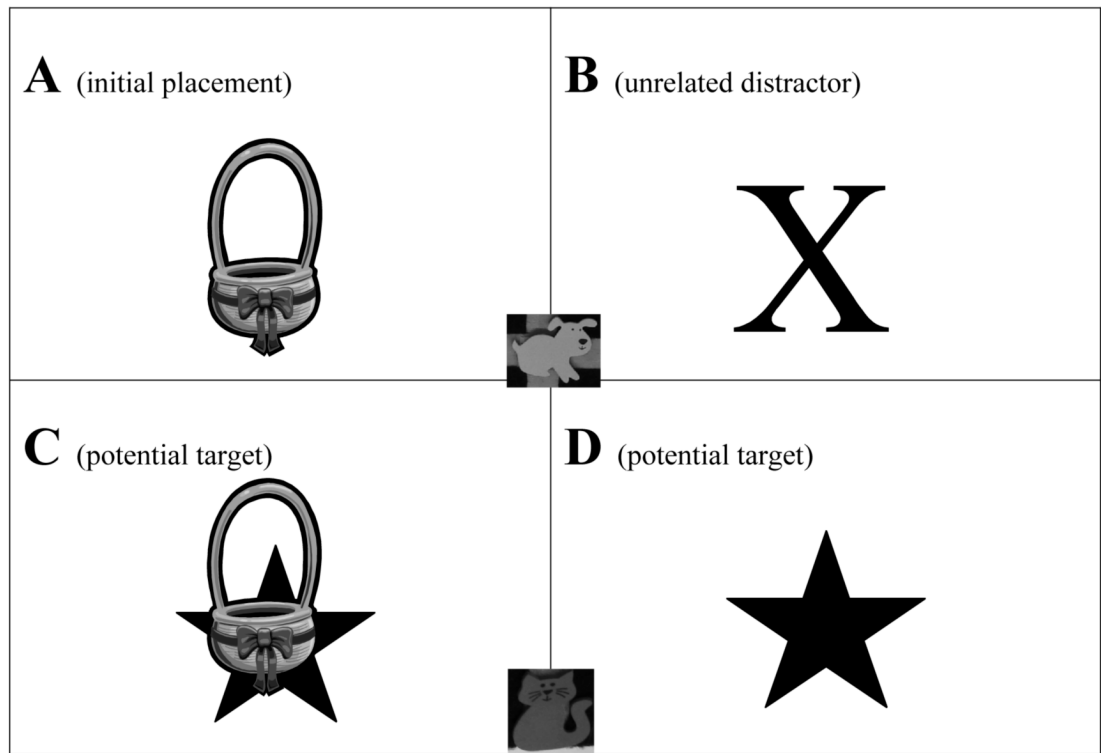 A (initial placement)
B (unrelated distractor)
X
C (potential target)
D (potential target)